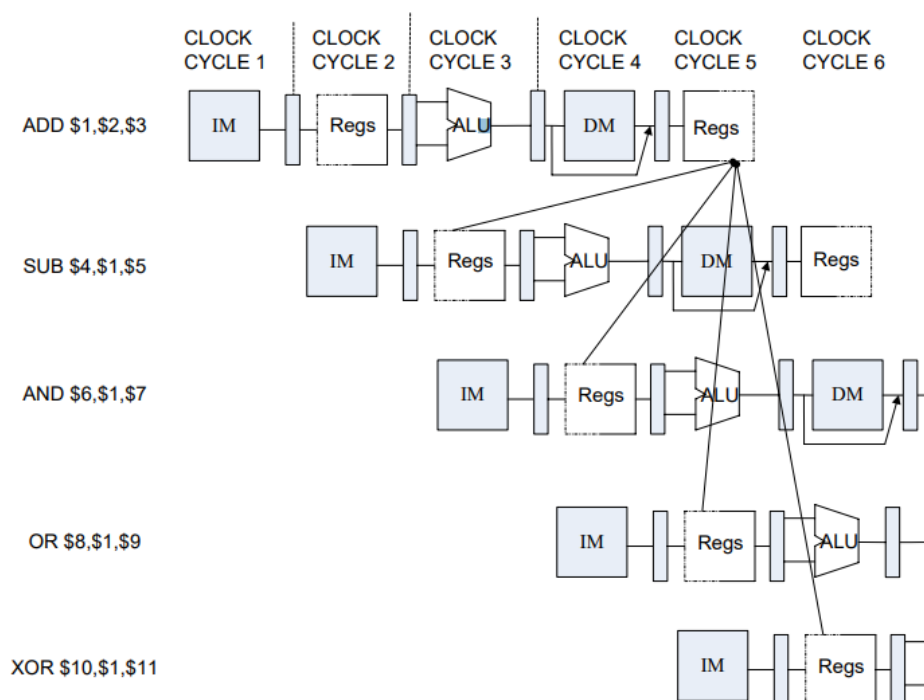 CLOCK CYCLE 1
CLOCK CYCLE 2
CLOCK CYCLE 3
CLOCK CYCLE 4
CLOCK CYCLE 5
CLOCK CYCLE 6
ADD $1,$2,$3
IM
Regs
ALU
DM
Regs
SUB $4,$1,$5
IM
Regs
ALU
DM
Regs
AND $6,$1,$7
IM
Regs
ALU
DM
OR $8,$1,$9
IM
Regs
ALU
XOR $10,$1,$11
IM
Regs